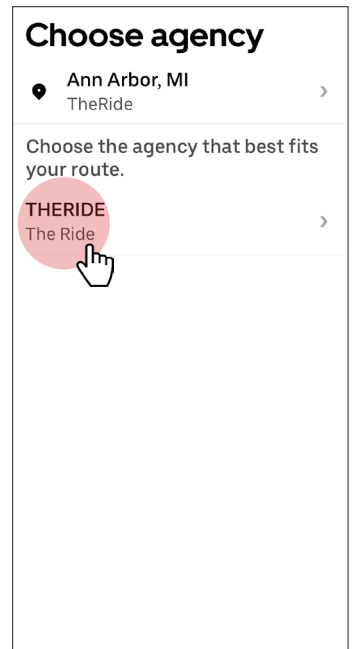 Choose agency
Ann Arbor, MI
TheRide
Choose the agency that best fits
your route.
THERIDE
The Ride